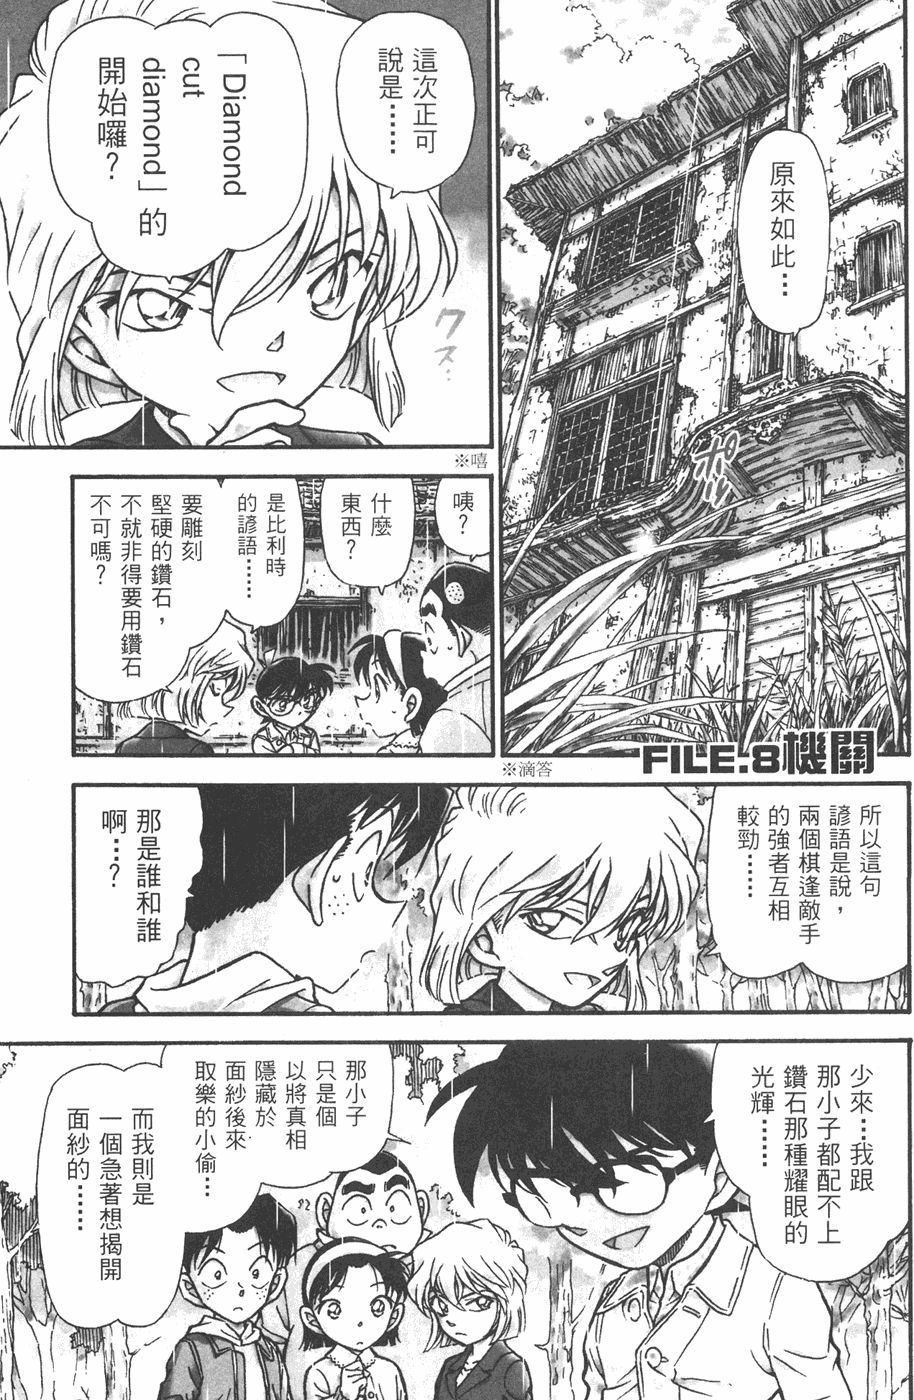 原來如此…
ポツ
FILE.8機關
※滴答
這次正可
說是……
「Diamond
cut
diamond」的
開始囉？
クス…
※嘻
咦？
什麼
東西？
是比利時
的諺語……
要雕刻
堅硬的鑽石，
不就非得要用鑽石
不可嗎？
所以這句
諺語是說，
兩個棋逢敵手
的強者互相
較勁……
那是誰和誰
啊…？
少來…我跟
那小子都配不上
鑽石那種耀眼的
光輝……
那小子
只是個
以將真相
隱藏於
面紗後來
取樂的小偷…
而我則是
一個急著想揭開
面紗的……